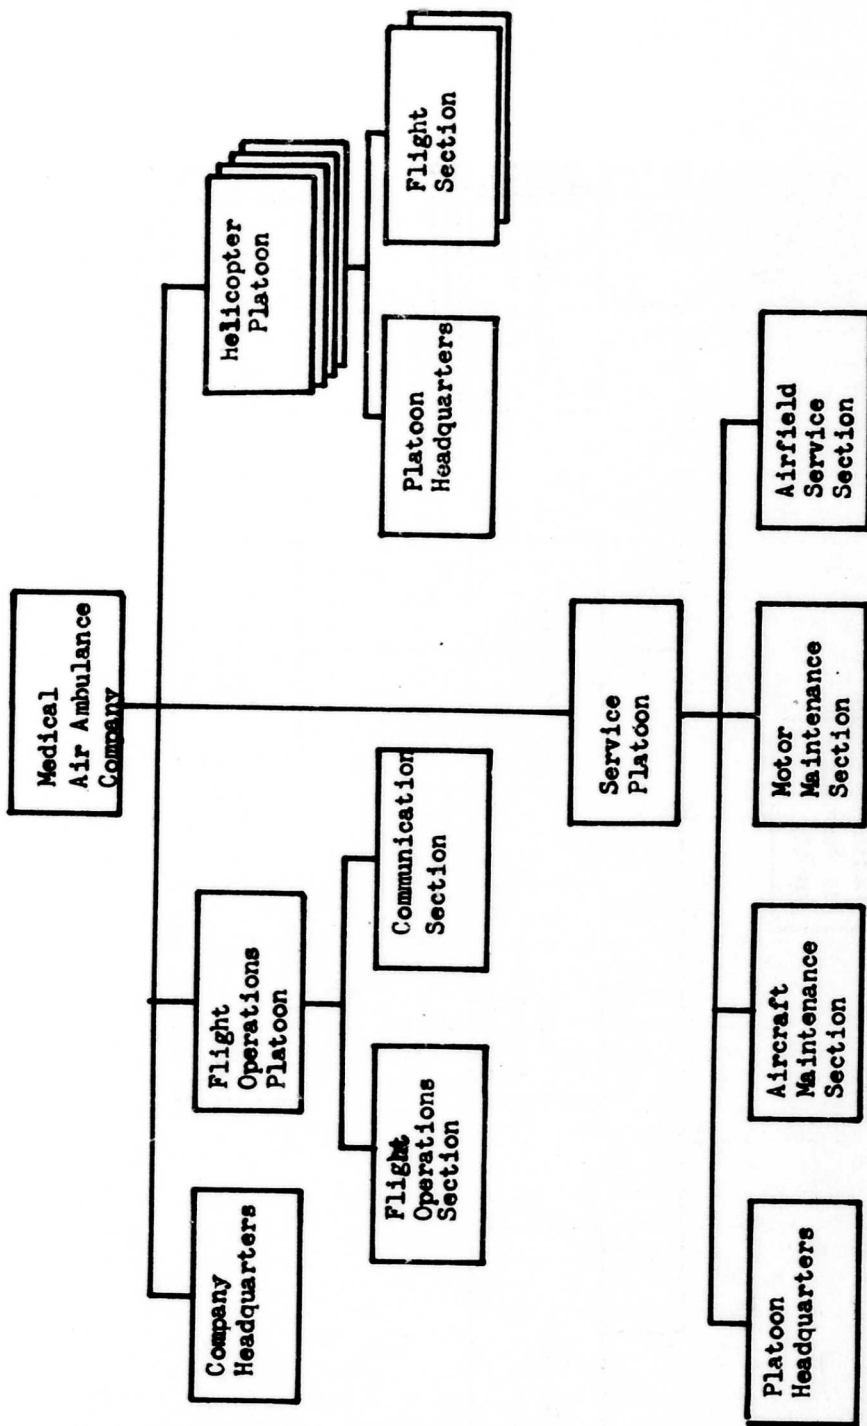 Medical
Air Ambulance
Company
Company
Headquarters
Flight
Operations
Platoon
Helicopter
Platoon
Flight
Operations
Section
Communication
Section
Platoon
Headquarters
Flight
Section
Service
Platoon
Platoon
Headquarters
Aircraft
Maintenance
Section
Motor
Maintenance
Section
Airfield
Service
Section